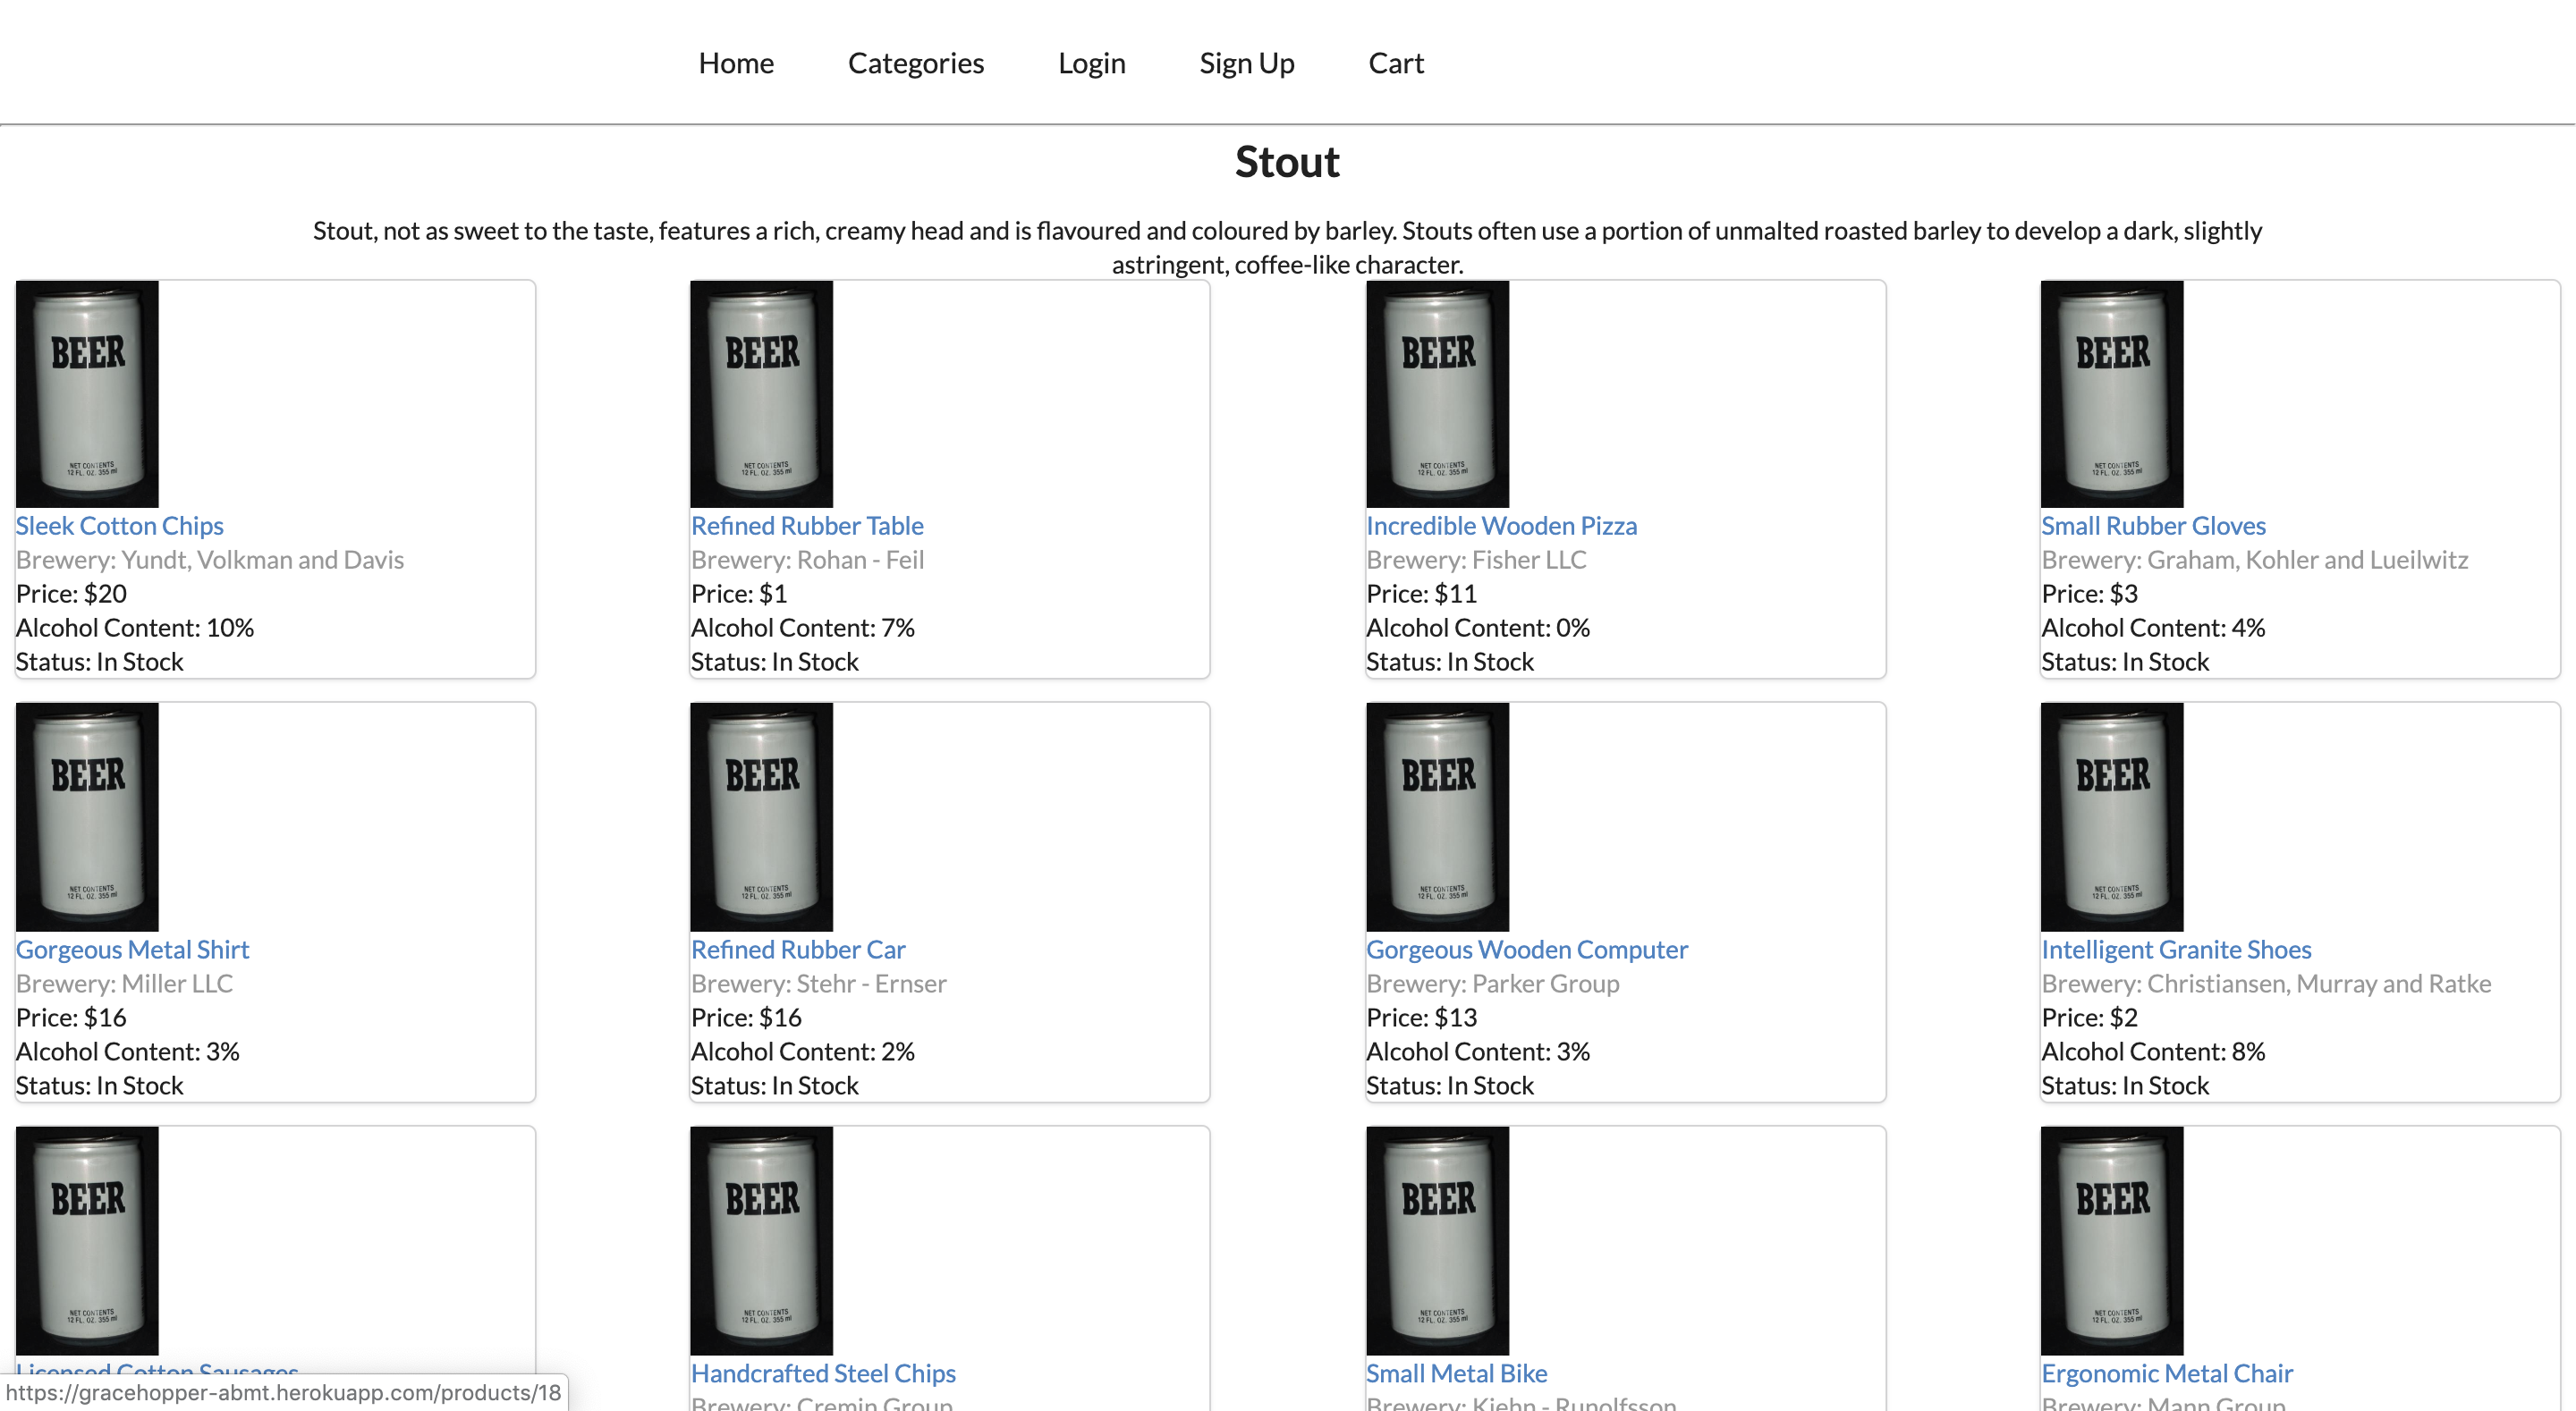 Home Categories Login Sign Up Cart
Stout
Stout, not as sweet to the taste, features a rich, creamy head and is flavoured and coloured by barley. Stouts often use a portion of unmalted roasted barley to develop a dark, slightly
astringent, coffee-like character.
BEER
NET CONTENTS
12 FL. OZ. 355 ml
Sleek Cotton Chips
Brewery: Yundt, Volkman and Davis
Price: $20
Alcohol Content: 10%
Status: In Stock
BEER
NET CONTENTS
12 FL. OZ. 355 ml
Refined Rubber Table
Brewery: Rohan - Feil
Price: $1
Alcohol Content: 7%
Status: In Stock
BEER
NET CONTENTS
12 FL. OZ. 355 ml
Incredible Wooden Pizza
Brewery: Fisher LLC
Price: $11
Alcohol Content: 0%
Status: In Stock
BEER
NET CONTENTS
12 FL. OZ. 355 ml
Small Rubber Gloves
Brewery: Graham, Kohler and Lueilwitz
Price: $3
Alcohol Content: 4%
Status: In Stock
BEER
NET CONTENTS
12 FL. OZ. 355 ml
Gorgeous Metal Shirt
Brewery: Miller LLC
Price: $16
Alcohol Content: 3%
Status: In Stock
BEER
NET CONTENTS
12 FL. OZ. 355 ml
Refined Rubber Car
Brewery: Stehr - Ernser
Price: $16
Alcohol Content: 2%
Status: In Stock
BEER
NET CONTENTS
12 FL. OZ. 355 ml
Gorgeous Wooden Computer
Brewery: Parker Group
Price: $13
Alcohol Content: 3%
Status: In Stock
BEER
NET CONTENTS
12 FL. OZ. 355 ml
Intelligent Granite Shoes
Brewery: Christiansen, Murray and Ratke
Price: $2
Alcohol Content: 8%
Status: In Stock
BEER
NET CONTENTS
12 FL. OZ. 355 ml
Licensed Cotton Sausages
BEER
NET CONTENTS
12 FL. OZ. 355 ml
Handcrafted Steel Chips
Brewery: Cremin Group
BEER
NET CONTENTS
12 FL. OZ. 355 ml
Small Metal Bike
Brewery: Kiehn - Runolfsson
BEER
NET CONTENTS
12 FL. OZ. 355 ml
Ergonomic Metal Chair
Brewery: Mann Group
https://gracehopper-abmt.herokuapp.com/products/18